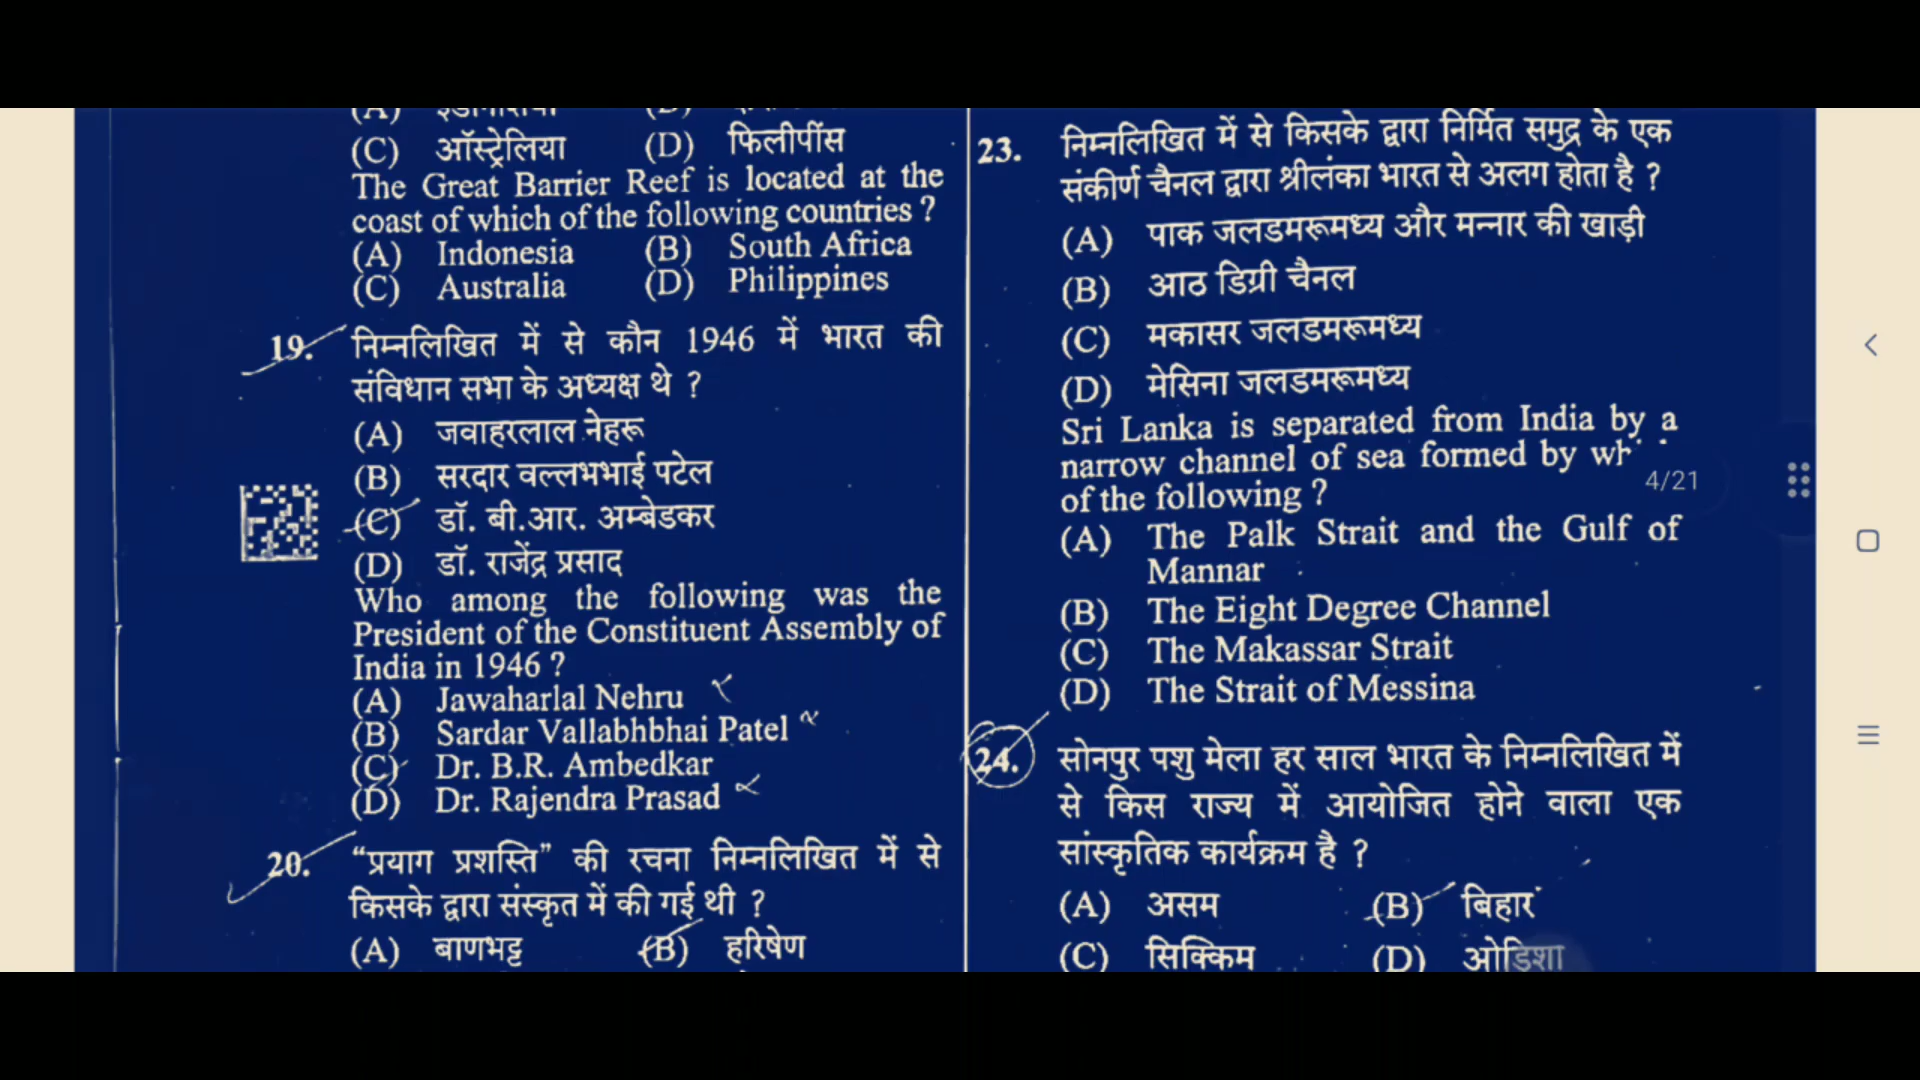 (C) ऑस्ट्रेलिया (D) फिलीपींस
The Great Barrier Reef is located at the
coast of which of the following countries ?
(A) Indonesia (B) South Africa
(C) Australia (D) Philippines
19. निम्नलिखित में से कौन 1946 में भारत की
संविधान सभा के अध्यक्ष थे ?
(A) जवाहरलाल नेहरू
(B) सरदार वल्लभभाई पटेल
(C) डॉ. बी.आर. अम्बेडकर
(D) डॉ. राजेंद्र प्रसाद
Who among the following was the
President of the Constituent Assembly of
India in 1946 ?
(A) Jawaharlal Nehru
(B) Sardar Vallabhbhai Patel
(C) Dr. B.R. Ambedkar
(D) Dr. Rajendra Prasad
20. “प्रयाग प्रशस्ति” की रचना निम्नलिखित में से
किसके द्वारा संस्कृत में की गई थी ?
(A) बाणभट्ट (B) हरिषेण
23. निम्नलिखित में से किसके द्वारा निर्मित समुद्र के एक
संकीर्ण चैनल द्वारा श्रीलंका भारत से अलग होता है ?
(A) पाक जलडमरूमध्य और मन्नार की खाड़ी
(B) आठ डिग्री चैनल
(C) मकासर जलडमरूमध्य
(D) मेसिना जलडमरूमध्य
Sri Lanka is separated from India by a
narrow channel of sea formed by
4/21
of the following ?
(A) The Palk Strait and the Gulf of
Mannar
(B) The Eight Degree Channel
(C) The Makassar Strait
(D) The Strait of Messina
24. सोनपुर पशु मेला हर साल भारत के निम्नलिखित में
से किस राज्य में आयोजित होने वाला एक
सांस्कृतिक कार्यक्रम है ?
(A) असम (B) बिहार
(C) सिक्किम (D) ओडिशा